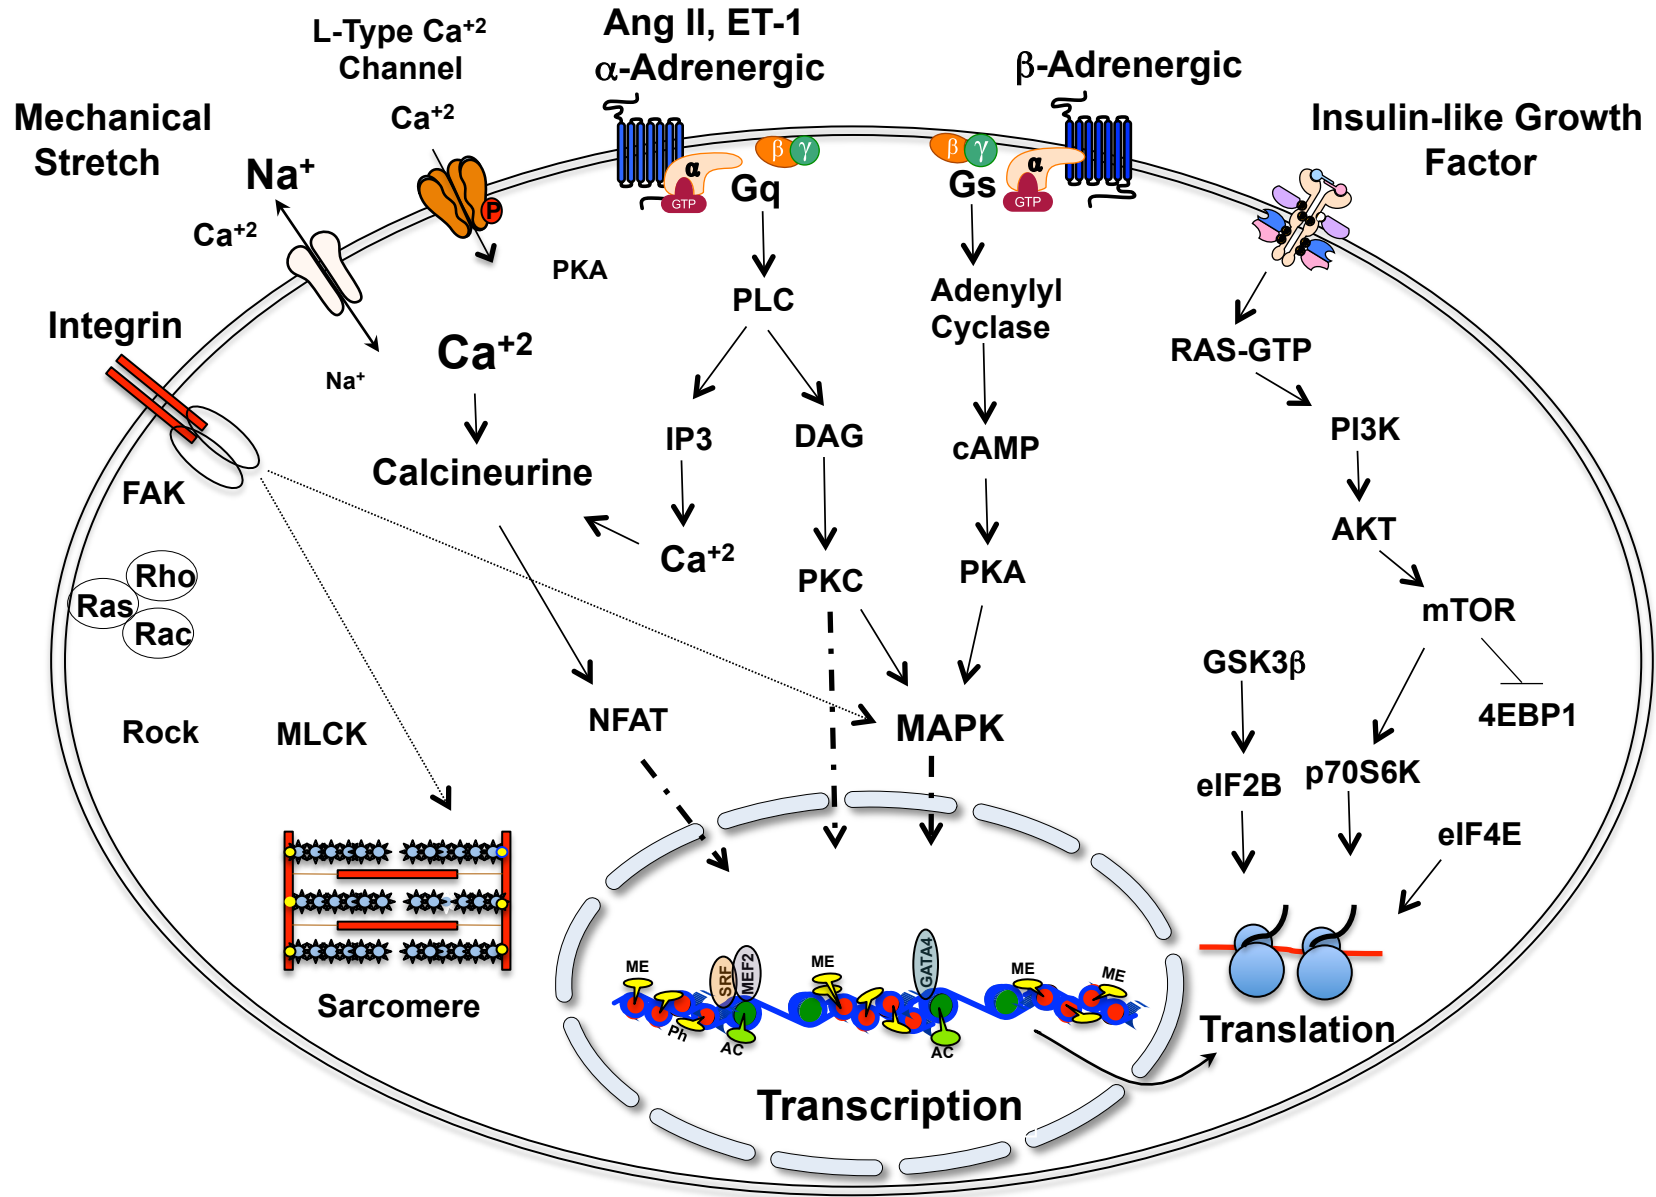 L-Type Ca+2
Channel
Ca+2
Ang II, ET-1
α-Adrenergic
β-Adrenergic
Mechanical
Stretch
Insulin-like Growth
Factor
Na+
Ca+2
P
α
GTP
β
γ
Gq
β
γ
Gs
α
GTP
PKA
Na+
Integrin
FAK
Ca+2
Calcineurine
PLC
IP3
DAG
Ca+2
PKC
Adenylyl
Cyclase
cAMP
PKA
RAS-GTP
PI3K
AKT
mTOR
4EBP1
GSK3β
eIF2B
p70S6K
eIF4E
Rho
Ras
Rac
Rock
MLCK
NFAT
MAPK
Sarcomere
ME
Ph
SRF
MEF2
AC
ME
GATA4
AC
ME
ME
Transcription
Translation